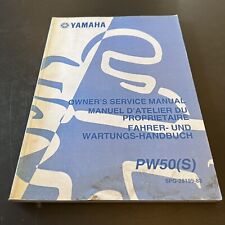 YAMAHA
OWNER'S SERVICE MANUAL
MANUEL D'ATELIER DU
PROPRIETAIRE
FAHRER- UND
WARTUNGS-HANDBUCH
PW50(S)